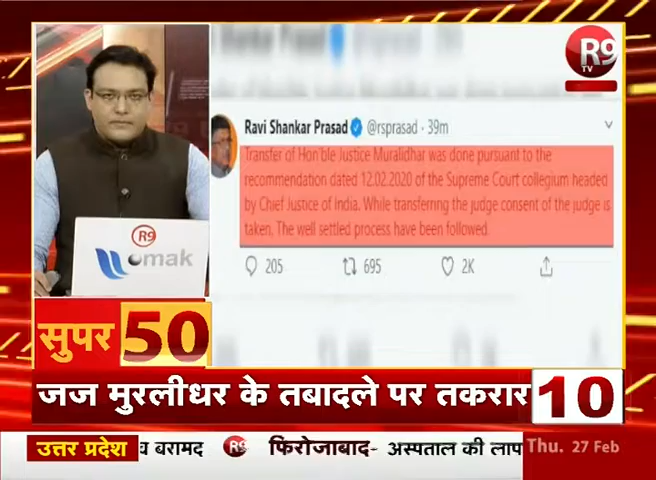 R9
TV
Ravi Shankar Prasad @rsprasad · 39m
Transfer of Hon'ble Justice Muralidhar was done pursuant to the
recommendation dated 12.02.2020 of the Supreme Court collegium headed
by Chief Justice of India. While transferring the judge consent of the judge is
taken. The well settled process have been followed.
205 695 2K
R9
omak
सुपर 50
जज मुरलीधर के तबादले पर तकरार 10
उत्तर प्रदेश बरामद R9 फिरोजाबाद- अस्पताल की लाप Thu. 27 Feb